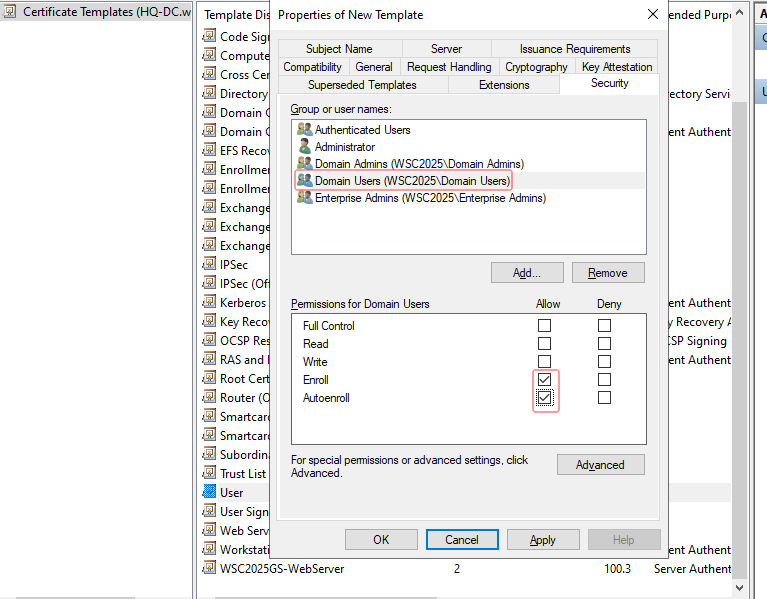 Certificate Templates (HQ-DC.w
Template Dis
ended Purp
Code Sig
Compute
Cross Cer
Directory
ectory Servi
Domain C
Domain C
ent Authent
EFS Reco
Enrollme
Enrollme
Exchange
Exchange
Exchange
IPSec
IPSec (Off
Kerberos
ent Authent
Key Recov
y Recovery A
OCSP Res
CSP Signing
RAS and I
ent Authent
Root Cert
Router (O
Smartcar
Smartcar
Subordin
Trust List
User
User Sign
Web Serv
Workstati
ent Authent
WSC2025GS-WebServer
2
100.3
Server Authent
Properties of New Template
Subject Name
Server
Issuance Requirements
Compatibility
General
Request Handling
Cryptography
Key Attestation
Superseded Templates
Extensions
Security
Group or user names:
Authenticated Users
Administrator
Domain Admins (WSC2025\Domain Admins)
Domain Users (WSC2025\Domain Users)
Enterprise Admins (WSC2025\Enterprise Admins)
Add...
Remove
Permissions for Domain Users
Allow
Deny
Full Control
Read
Write
Enroll
Autoenroll
For special permissions or advanced settings, click
Advanced.
Advanced
OK
Cancel
Apply
Help